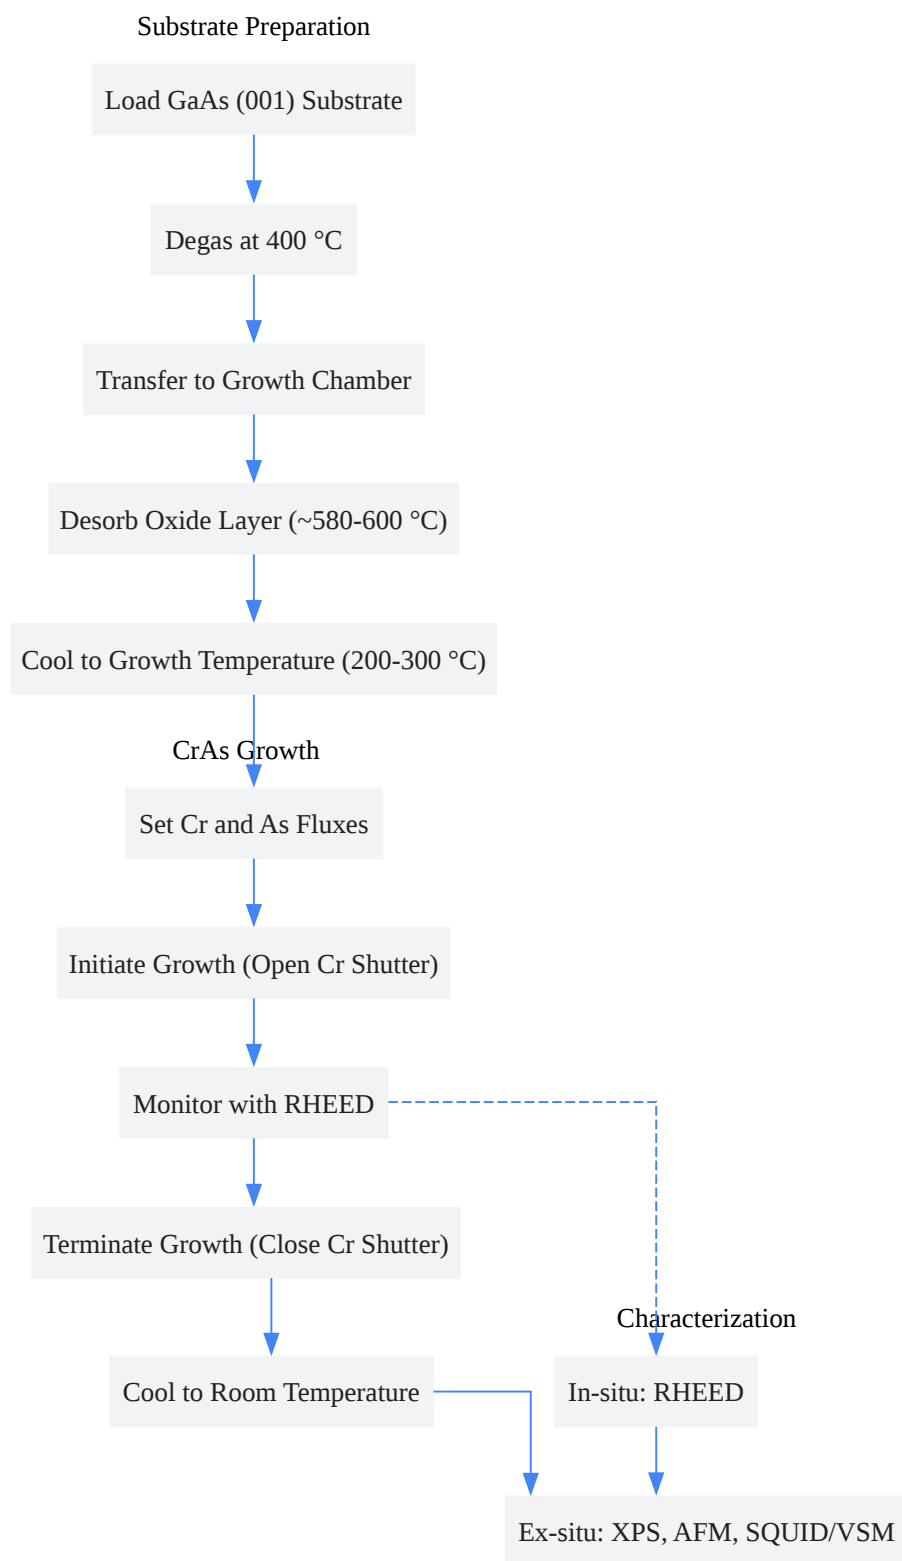 Substrate Preparation
Load GaAs (001) Substrate
Degas at 400 °C
Transfer to Growth Chamber
Desorb Oxide Layer (~580-600 °C)
Cool to Growth Temperature (200-300 °C)
CrAs Growth
Set Cr and As Fluxes
Initiate Growth (Open Cr Shutter)
Monitor with RHEED
Terminate Growth (Close Cr Shutter)
Characterization
Cool to Room Temperature
In-situ: RHEED
Ex-situ: XPS, AFM, SQUID/VSM